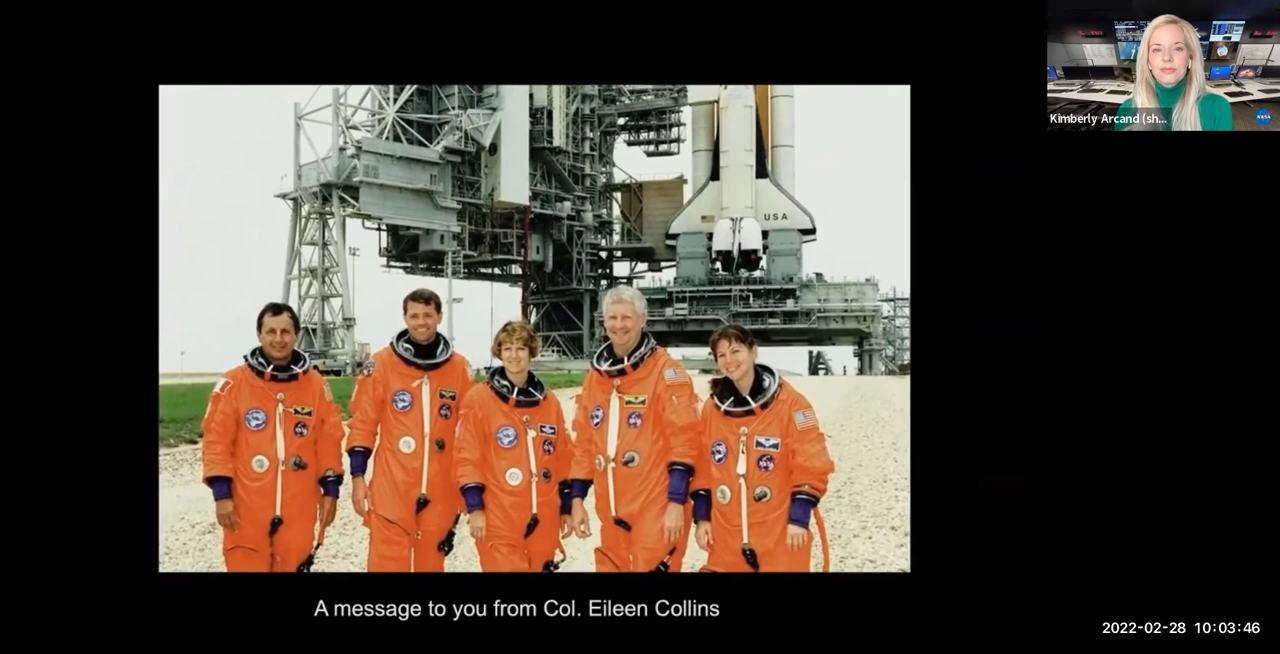 Kimberly Arcand (sh...
USA
A message to you from Col. Eileen Collins
2022-02-28 10:03:46